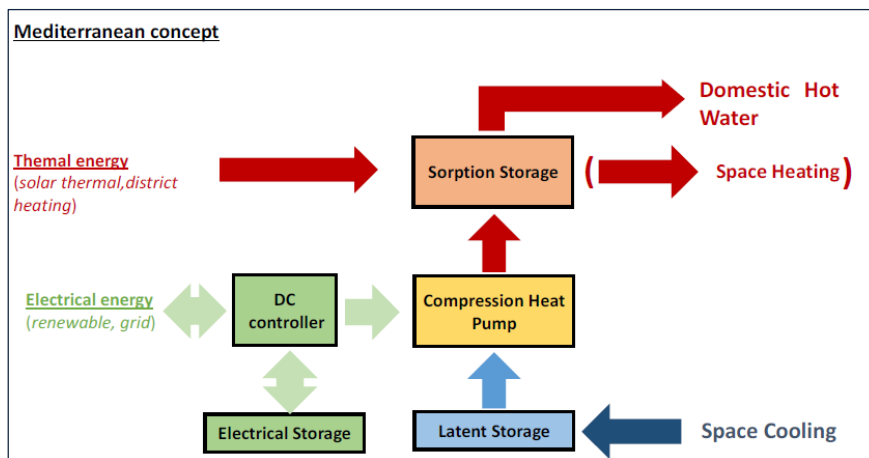 Mediterranean concept
Domestic Hot
Water
Themal energy
(solar thermal,district
heating)
Sorption Storage
( Space Heating )
Electrical energy
(renewable, grid)
DC
controller
Compression Heat
Pump
Electrical Storage
Latent Storage
Space Cooling